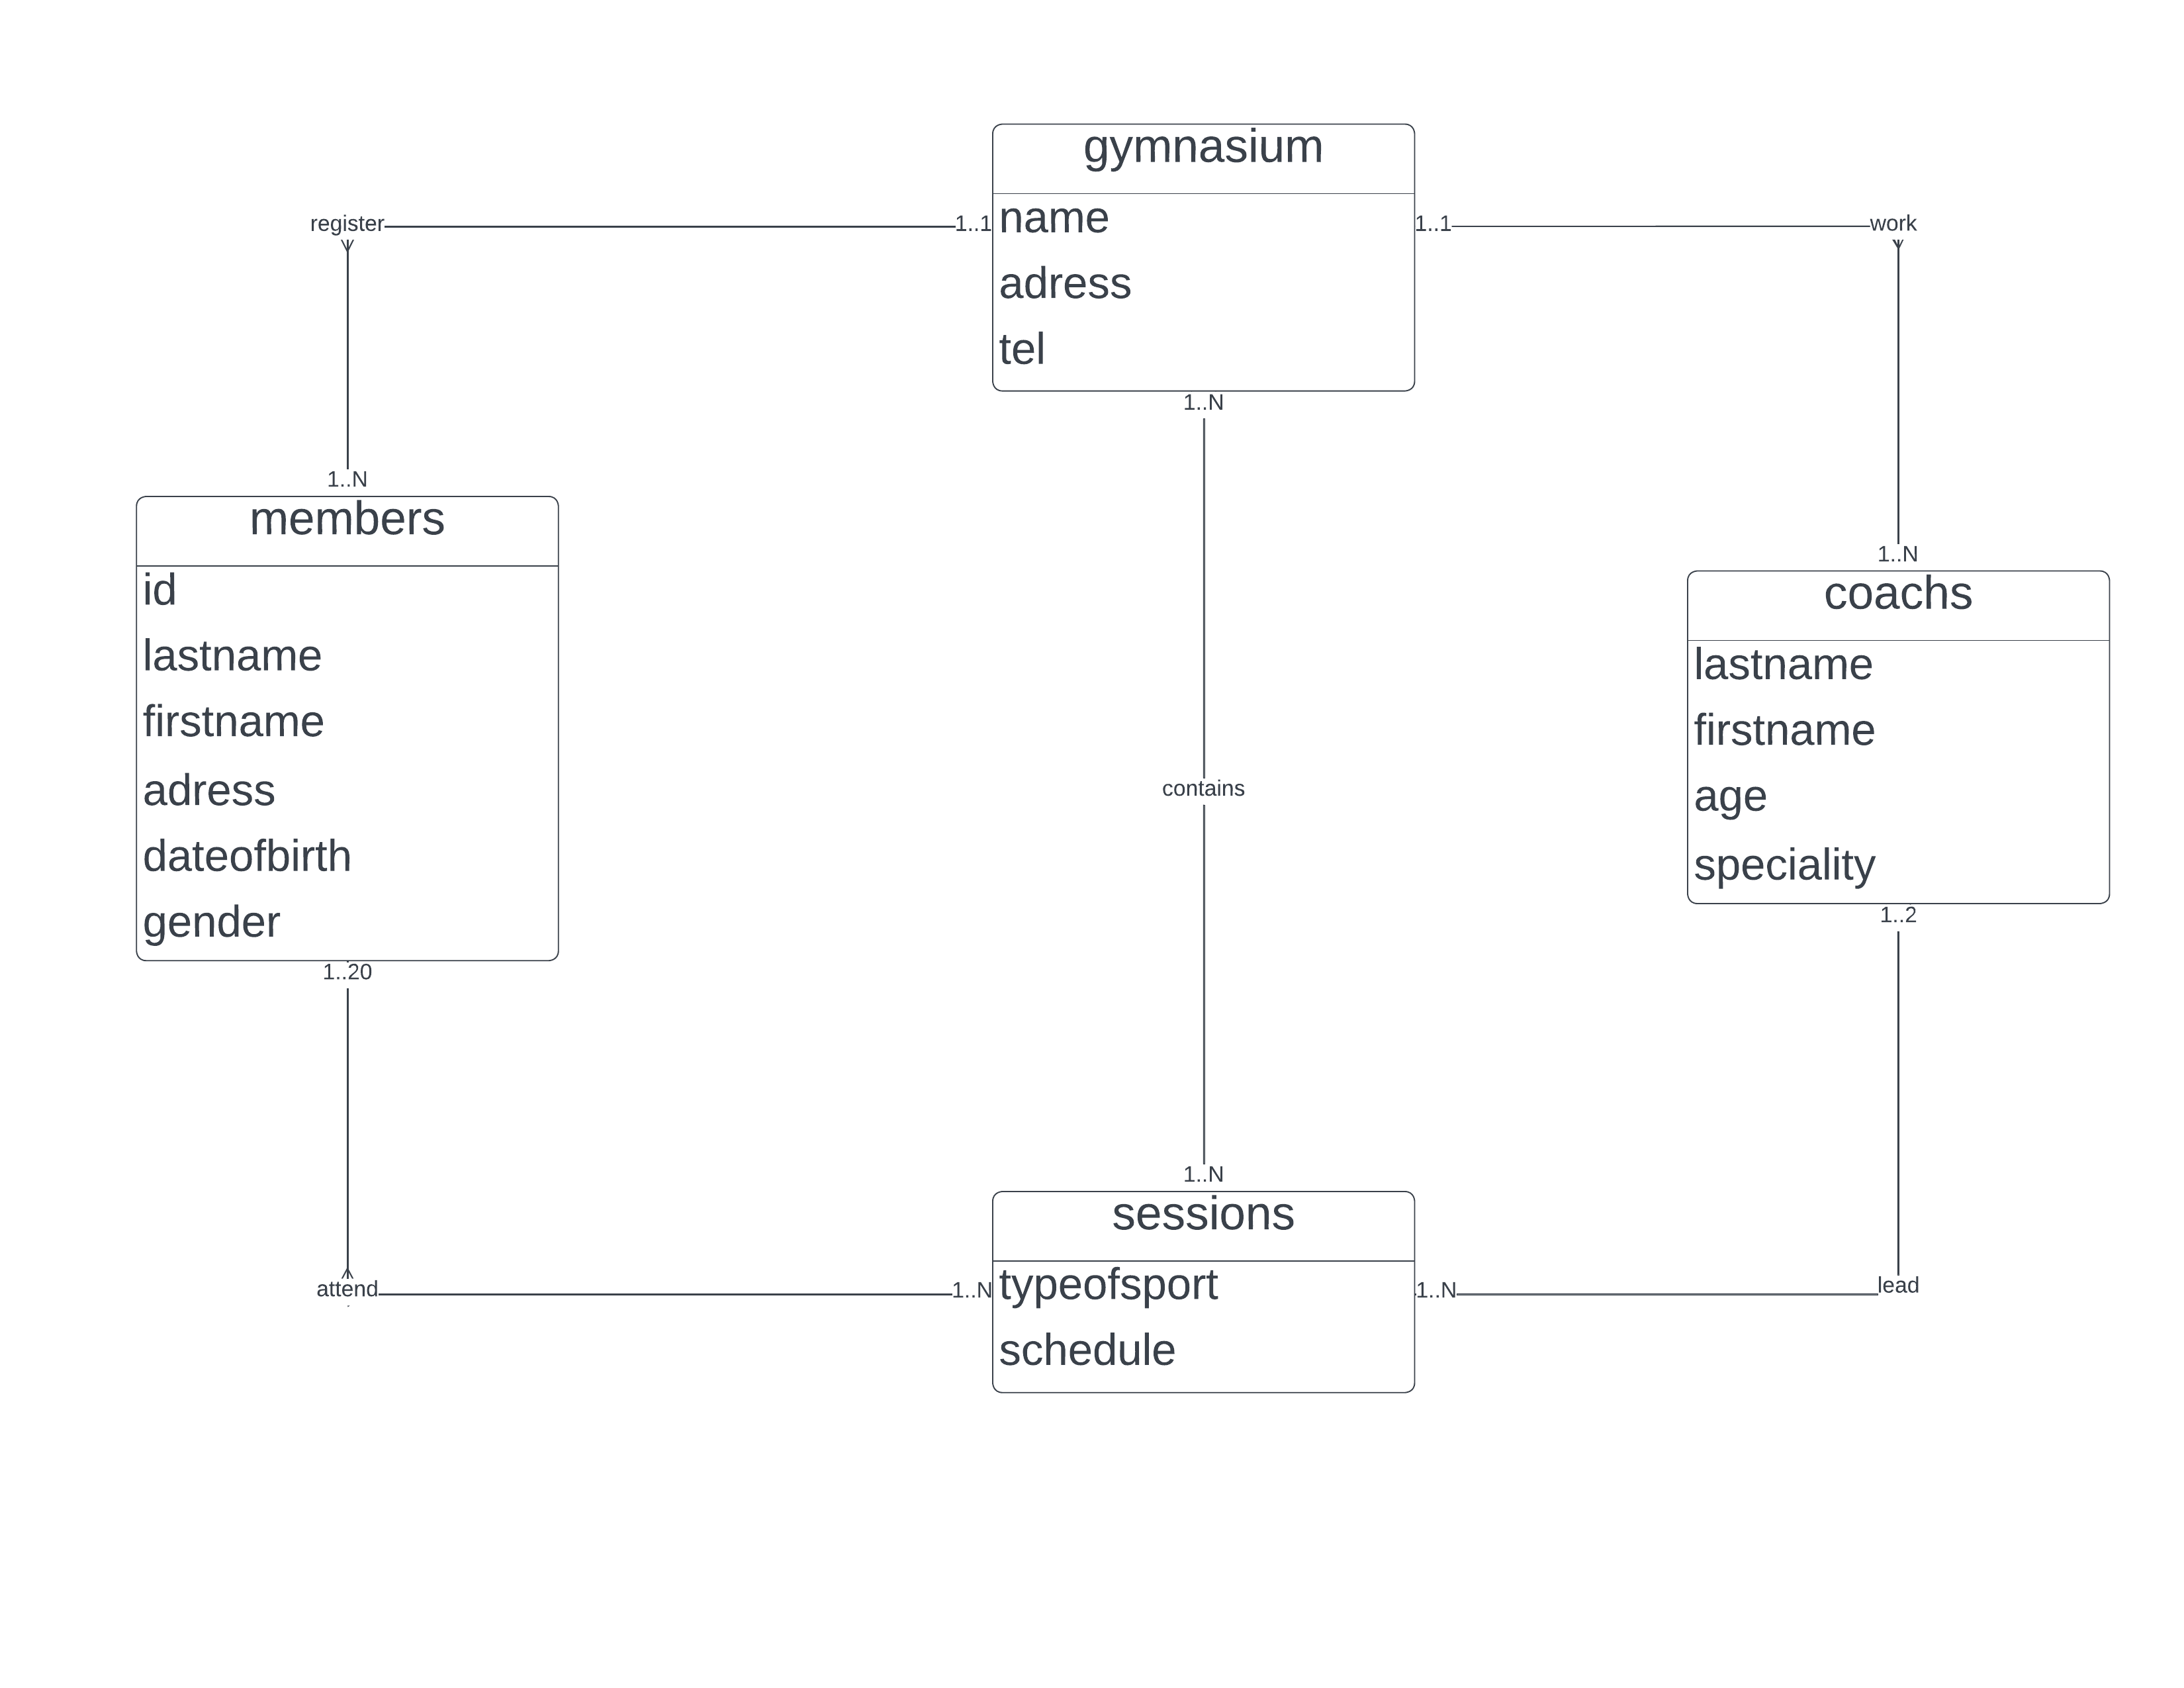 gymnasium
name
adress
tel
register
1..1
1..1
work
1..N
1..N
members
id
lastname
firstname
adress
dateofbirth
gender
1..20
1..N
coachs
lastname
firstname
age
speciality
1..2
contains
1..N
sessions
typeofsport
schedule
attend
1..N
1..N
lead